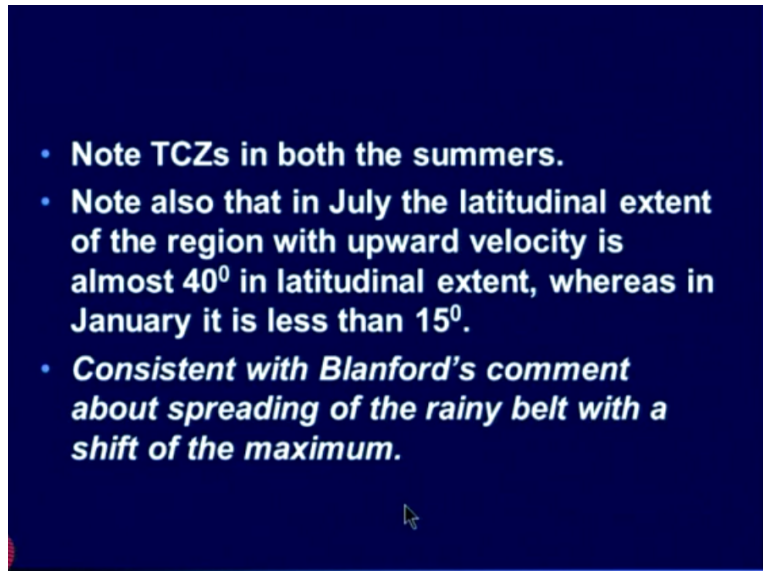 • Note TCZs in both the summers.
• Note also that in July the latitudinal extent
of the region with upward velocity is
almost 40⁰ in latitudinal extent, whereas in
January it is less than 15⁰.
• Consistent with Blanford's comment
about spreading of the rainy belt with a
shift of the maximum.